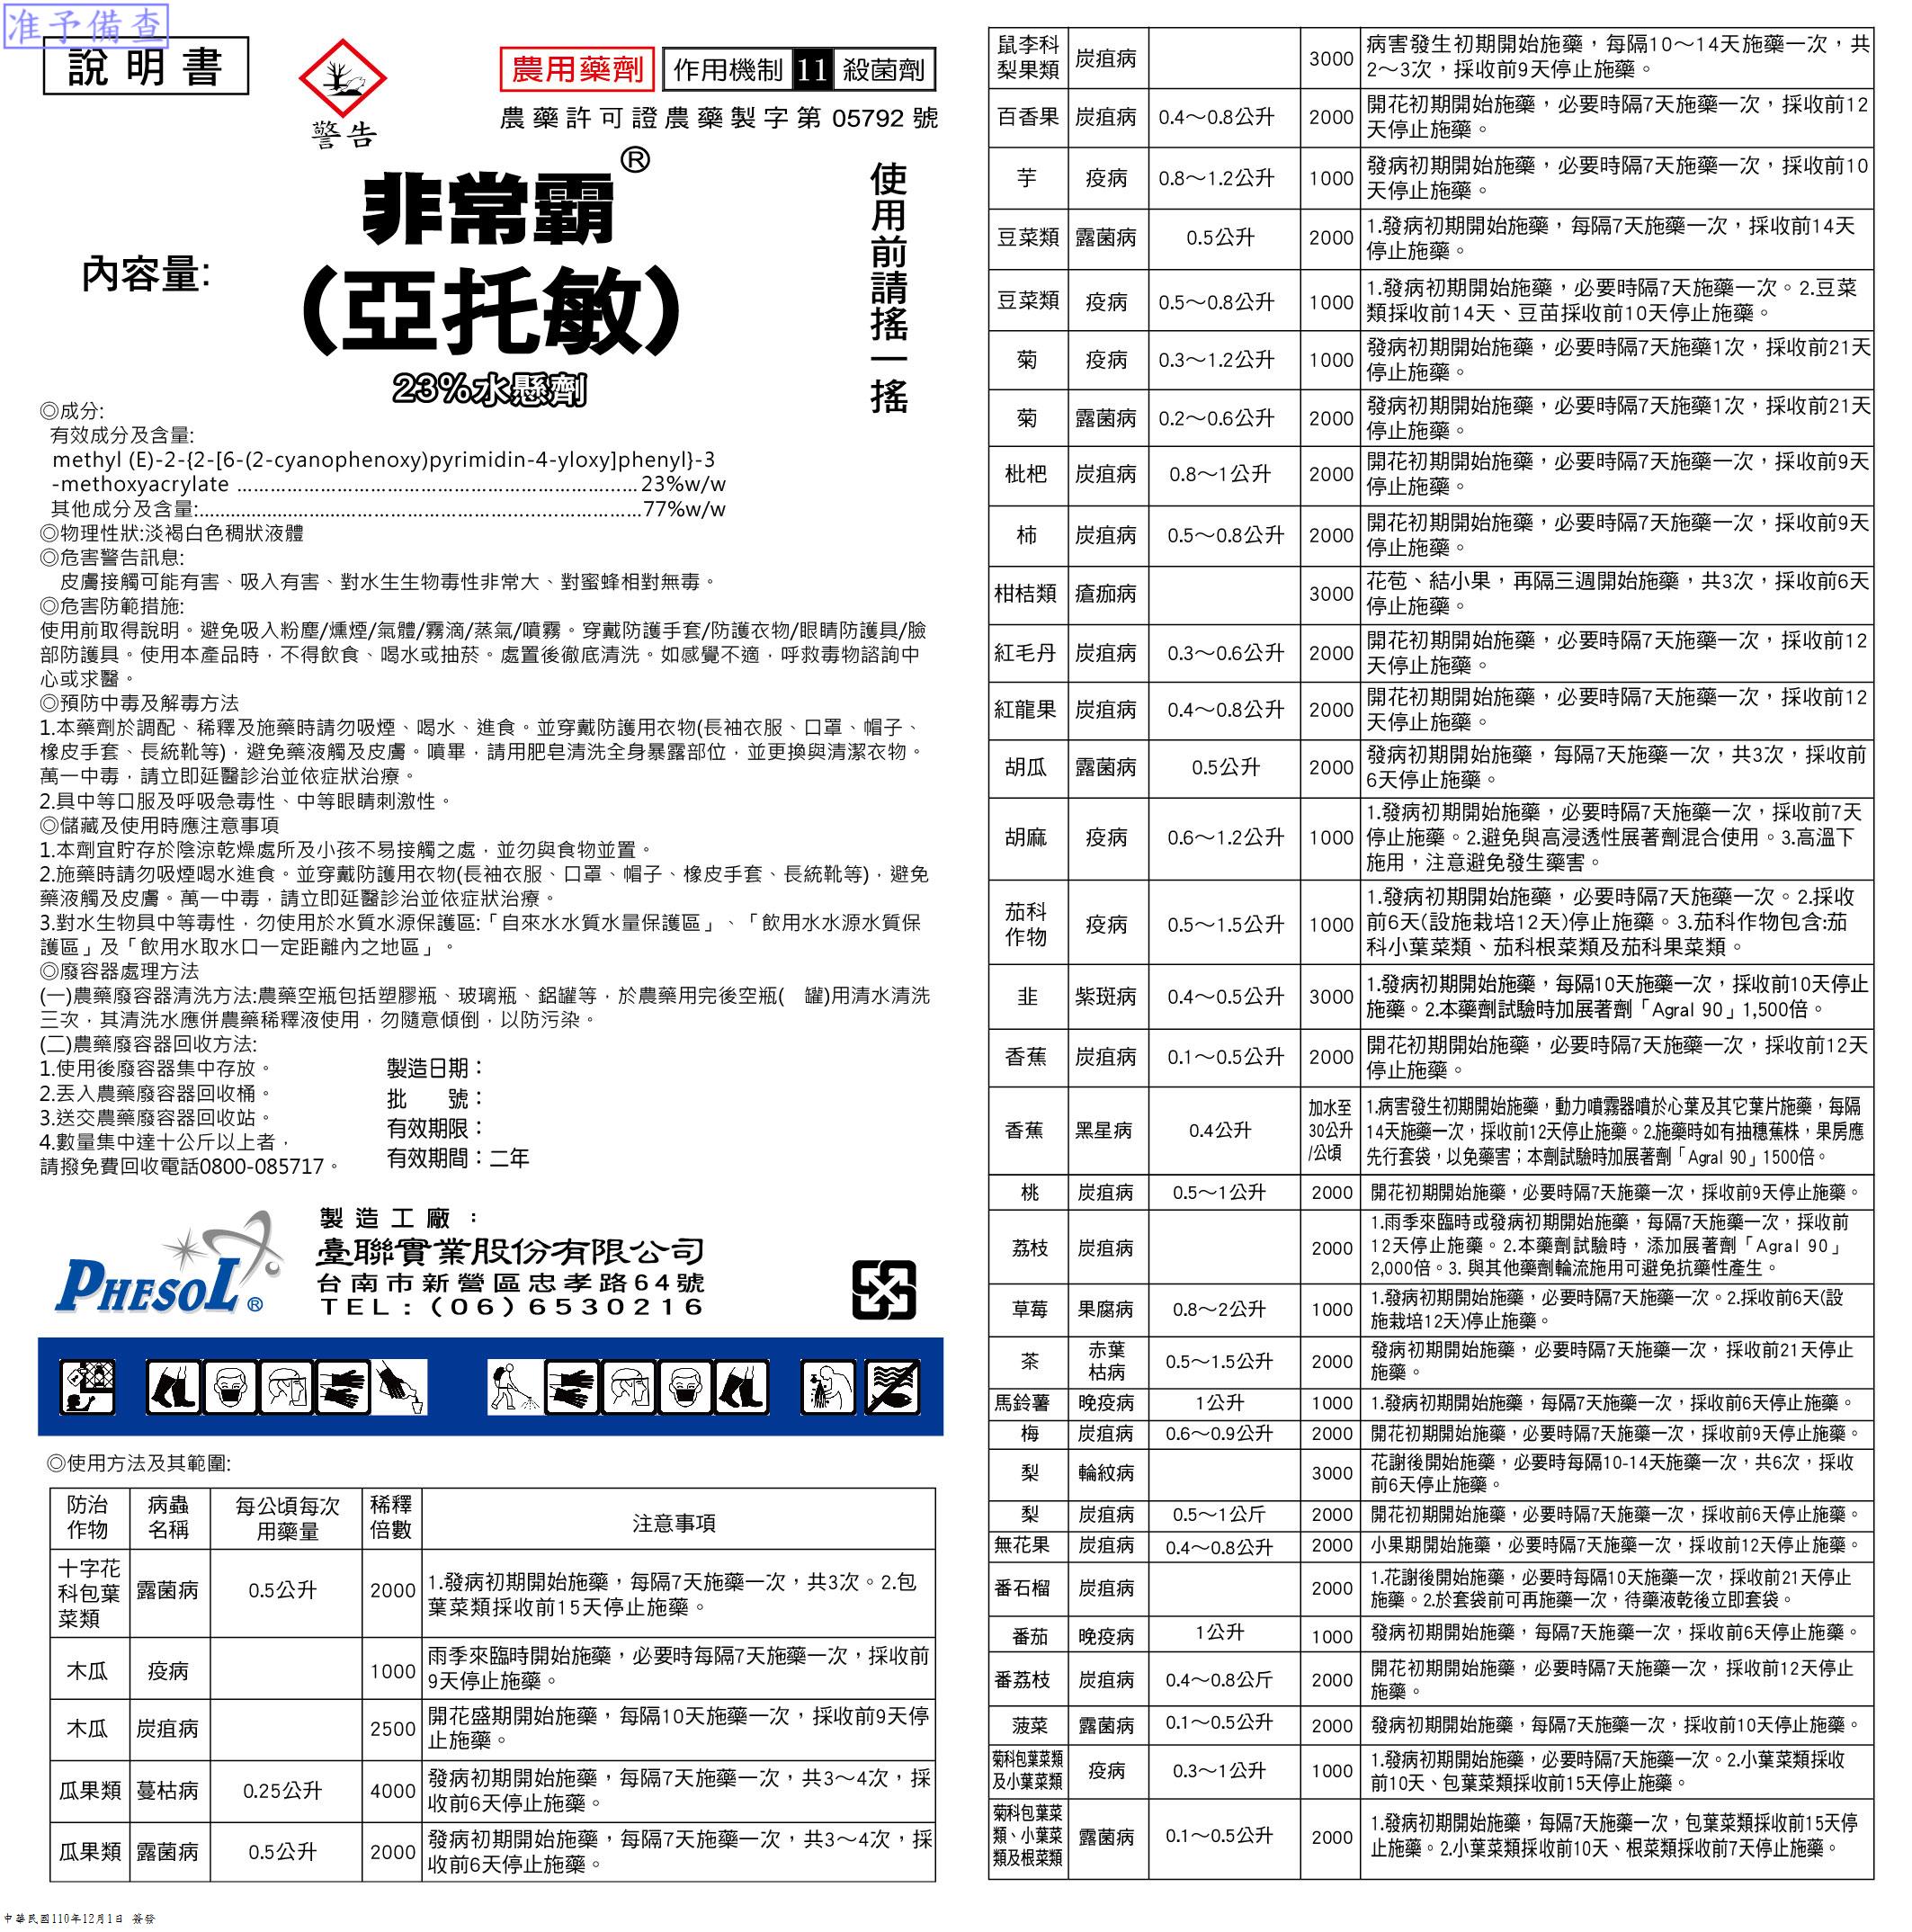 准予備查
說明書
警告
農用藥劑 作用機制 11 殺菌劑
農藥許可證農藥製字第 05792 號
非常霸®
(亞托敏)
23%水懸劑
內容量:
使用前請搖一搖
◎成分:
有效成分及含量:
methyl (E)-2-{2-[6-(2-cyanophenoxy)pyrimidin-4-yloxy]phenyl}-3
-methoxyacrylate ……………………………………………………………… 23%w/w
其他成分及含量:……………………………………………………………………77%w/w
◎物理性狀:淡褐白色稠狀液體
◎危害警告訊息:
皮膚接觸可能有害、吸入有害、對水生生物毒性非常大、對蜜蜂相對無毒。
◎危害防範措施:
使用前取得說明。避免吸入粉塵/燻煙/氣體/霧滴/蒸氣/噴霧。穿戴防護手套/防護衣物/眼睛防護具/臉
部防護具。使用本產品時，不得飲食、喝水或抽菸。處置後徹底清洗。如感覺不適，呼救毒物諮詢中
心或求醫。
◎預防中毒及解毒方法
1.本藥劑於調配、稀釋及施藥時請勿吸煙、喝水、進食。並穿戴防護用衣物(長袖衣服、口罩、帽子、
橡皮手套、長統靴等)，避免藥液觸及皮膚。噴畢，請用肥皂清洗全身暴露部位，並更換與清潔衣物。
萬一中毒，請立即延醫診治並依症狀治療。
2.具中等口服及呼吸急毒性、中等眼睛刺激性。
◎儲藏及使用時應注意事項
1.本劑宜貯存於陰涼乾燥處所及小孩不易接觸之處，並勿與食物並置。
2.施藥時請勿吸煙喝水進食。並穿戴防護用衣物(長袖衣服、口罩、帽子、橡皮手套、長統靴等)，避免
藥液觸及皮膚。萬一中毒，請立即延醫診治並依症狀治療。
3.對水生物具中等毒性，勿使用於水質水源保護區:「自來水水質水量保護區」、「飲用水水源水質保
護區」及「飲用水取水口一定距離內之地區」。
◎廢容器處理方法
(一)農藥廢容器清洗方法:農藥空瓶包括塑膠瓶、玻璃瓶、鋁罐等，於農藥用完後空瓶(　罐)用清水清洗
三次，其清洗水應併農藥稀釋液使用，勿隨意傾倒，以防污染。
(二)農藥廢容器回收方法:
1.使用後廢容器集中存放。
2.丟入農藥廢容器回收桶。
3.送交農藥廢容器回收站。
4.數量集中達十公斤以上者，
請撥免費回收電話0800-085717。
製造日期：
批　　號：
有效期限：
有效期間：二年
PHESOL®
製造工廠：
臺聯實業股份有限公司
台南市新營區忠孝路64號
TEL:(06)6530216
◎使用方法及其範圍:
防治作物 病蟲名稱 每公頃每次用藥量 稀釋倍數 注意事項
十字花科包葉菜類 露菌病 0.5公升 2000 1.發病初期開始施藥，每隔7天施藥一次，共3次。2.包葉菜類採收前15天停止施藥。
木瓜 疫病 1000 雨季來臨時開始施藥，必要時每隔7天施藥一次，採收前9天停止施藥。
木瓜 炭疽病 2500 開花盛期開始施藥，每隔10天施藥一次，採收前9天停止施藥。
瓜果類 蔓枯病 0.25公升 4000 發病初期開始施藥，每隔7天施藥一次，共3～4次，採收前6天停止施藥。
瓜果類 露菌病 0.5公升 2000 發病初期開始施藥，每隔7天施藥一次，共3～4次，採收前6天停止施藥。
鼠李科梨果類 炭疽病 3000 病害發生初期開始施藥，每隔10～14天施藥一次，共2～3次，採收前9天停止施藥。
百香果 炭疽病 0.4～0.8公升 2000 開花初期開始施藥，必要時隔7天施藥一次，採收前12天停止施藥。
芋 疫病 0.8～1.2公升 1000 發病初期開始施藥，必要時隔7天施藥一次，採收前10天停止施藥。
豆菜類 露菌病 0.5公升 2000 1.發病初期開始施藥，每隔7天施藥一次，採收前14天停止施藥。
豆菜類 疫病 0.5～0.8公升 1000 1.發病初期開始施藥，必要時隔7天施藥一次。2.豆菜類採收前14天、豆苗採收前10天停止施藥。
菊 疫病 0.3～1.2公升 1000 發病初期開始施藥，必要時隔7天施藥1次，採收前21天停止施藥。
菊 露菌病 0.2～0.6公升 2000 發病初期開始施藥，必要時隔7天施藥1次，採收前21天停止施藥。
枇杷 炭疽病 0.8～1公升 2000 開花初期開始施藥，必要時隔7天施藥一次，採收前9天停止施藥。
柿 炭疽病 0.5～0.8公升 2000 開花初期開始施藥，必要時隔7天施藥一次，採收前9天停止施藥。
柑桔類 瘡痂病 3000 花苞、結小果，再隔三週開始施藥，共3次，採收前6天停止施藥。
紅毛丹 炭疽病 0.3～0.6公升 2000 開花初期開始施藥，必要時隔7天施藥一次，採收前12天停止施藥。
紅龍果 炭疽病 0.4～0.8公升 2000 開花初期開始施藥，必要時隔7天施藥一次，採收前12天停止施藥。
胡瓜 露菌病 0.5公升 2000 發病初期開始施藥，每隔7天施藥一次，共3次，採收前6天停止施藥。
胡麻 疫病 0.6～1.2公升 1000 1.發病初期開始施藥，必要時隔7天施藥一次，採收前7天停止施藥。2.避免與高浸透性展著劑混合使用。3.高溫下施用，注意避免發生藥害。
茄科作物 疫病 0.5～1.5公升 1000 1.發病初期開始施藥，必要時隔7天施藥一次。2.採收前6天(設施栽培12天)停止施藥。3.茄科作物包含:茄科小葉菜類、茄科根菜類及茄科果菜類。
韭 紫斑病 0.4～0.5公升 3000 1.發病初期開始施藥，每隔10天施藥一次，採收前10天停止施藥。2.本藥劑試驗時加展著劑「Agral 90」1,500倍。
香蕉 炭疽病 0.1～0.5公升 2000 開花初期開始施藥，必要時隔7天施藥一次，採收前12天停止施藥。
香蕉 黑星病 0.4公升 加水至30公升/公頃 1.病害發生初期開始施藥，動力噴霧器噴於心葉及其它葉片施藥，每隔14天施藥一次，採收前12天停止施藥。2.施藥時如有抽穗蕉株，果房應先行套袋，以免藥害；本劑試驗時加展著劑「Agral 90」1500倍。
桃 炭疽病 0.5～1公升 2000 開花初期開始施藥，必要時隔7天施藥一次，採收前9天停止施藥。
荔枝 炭疽病 2000 1.雨季來臨時或發病初期開始施藥，每隔7天施藥一次，採收前12天停止施藥。2.本藥劑試驗時，添加展著劑「Agral 90」2,000倍。3. 與其他藥劑輪流施用可避免抗藥性產生。
草莓 果腐病 0.8～2公升 1000 1.發病初期開始施藥，必要時隔7天施藥一次。2.採收前6天(設施栽培12天)停止施藥。
茶 赤葉枯病 0.5～1.5公升 2000 發病初期開始施藥，必要時隔7天施藥一次，採收前21天停止施藥。
馬鈴薯 晚疫病 1公升 1000 1.發病初期開始施藥，每隔7天施藥一次，採收前6天停止施藥。
梅 炭疽病 0.6～0.9公升 2000 開花初期開始施藥，必要時隔7天施藥一次，採收前9天停止施藥。
梨 輪紋病 3000 花謝後開始施藥，必要時每隔10-14天施藥一次，共6次，採收前6天停止施藥。
梨 炭疽病 0.5～1公斤 2000 開花初期開始施藥，必要時隔7天施藥一次，採收前6天停止施藥。
無花果 炭疽病 0.4～0.8公升 2000 小果期開始施藥，必要時隔7天施藥一次，採收前12天停止施藥。
番石榴 炭疽病 2000 1.花謝後開始施藥，必要時每隔10天施藥一次，採收前21天停止施藥。2.於套袋前可再施藥一次，待藥液乾後立即套袋。
番茄 晚疫病 1公升 1000 發病初期開始施藥，每隔7天施藥一次，採收前6天停止施藥。
番荔枝 炭疽病 0.4～0.8公斤 2000 開花初期開始施藥，必要時隔7天施藥一次，採收前12天停止施藥。
菠菜 露菌病 0.1～0.5公升 2000 發病初期開始施藥，每隔7天施藥一次，採收前10天停止施藥。
菊科包葉菜類及小葉菜類 疫病 0.3～1公升 1000 1.發病初期開始施藥，必要時隔7天施藥一次。2.小葉菜類採收前10天、包葉菜類採收前15天停止施藥。
菊科包葉菜類、小葉菜類及根菜類 露菌病 0.1～0.5公升 2000 1.發病初期開始施藥，每隔7天施藥一次，包葉菜類採收前15天停止施藥。2.小葉菜類採收前10天、根菜類採收前7天停止施藥。
中華民國110年12月1日 簽發